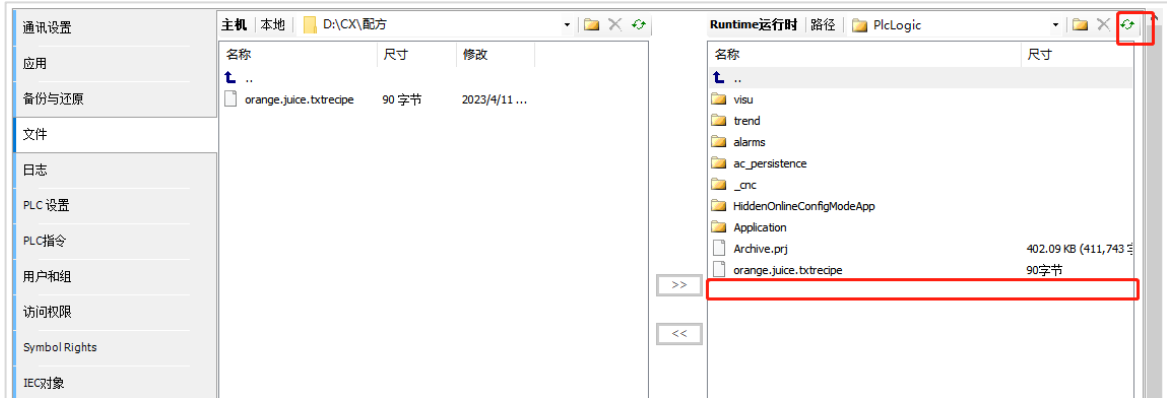 通讯设置
应用
备份与还原
文件
日志
PLC 设置
PLC指令
用户和组
访问权限
Symbol Rights
IEC对象
主机 本地 D:\CX\配方
名称 尺寸 修改
..
orange.juice.txtrecipe 90 字节 2023/4/11 ...
>>
<<
Runtime运行时 路径 PlcLogic
名称 尺寸
..
visu
trend
alarms
ac_persistence
_cnc
HiddenOnlineConfigModeApp
Application
Archive.prj 402.09 KB (411,743
orange.juice.txtrecipe 90字节